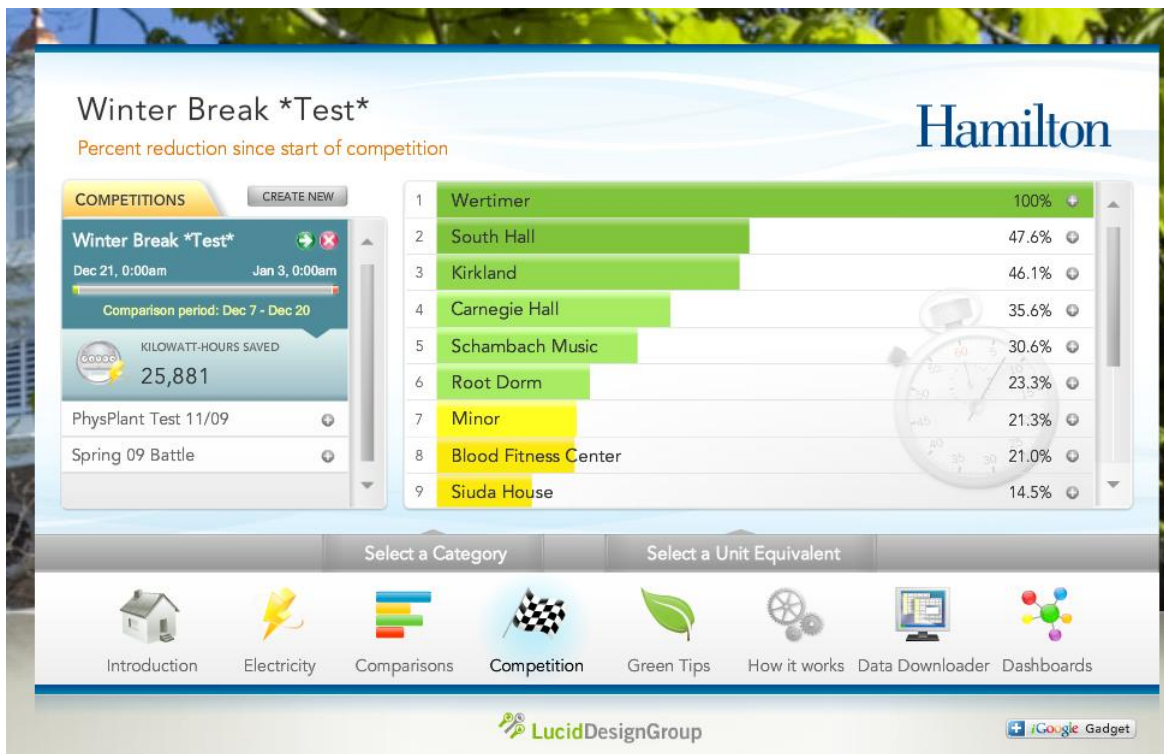 Winter Break *Test*
Percent reduction since start of competition
Hamilton
COMPETITIONS
CREATE NEW
Winter Break *Test*
Dec 21, 0:00am Jan 3, 0:00am
Comparison period: Dec 7 - Dec 20
KILOWATT-HOURS SAVED
25,881
PhysPlant Test 11/09
Spring 09 Battle
1 Wertimer 100%
2 South Hall 47.6%
3 Kirkland 46.1%
4 Carnegie Hall 35.6%
5 Schambach Music 30.6%
6 Root Dorm 23.3%
7 Minor 21.3%
8 Blood Fitness Center 21.0%
9 Siuda House 14.5%
Select a Category Select a Unit Equivalent
Introduction Electricity Comparisons Competition Green Tips How it works Data Downloader Dashboards
LucidDesignGroup
iGoogle Gadget